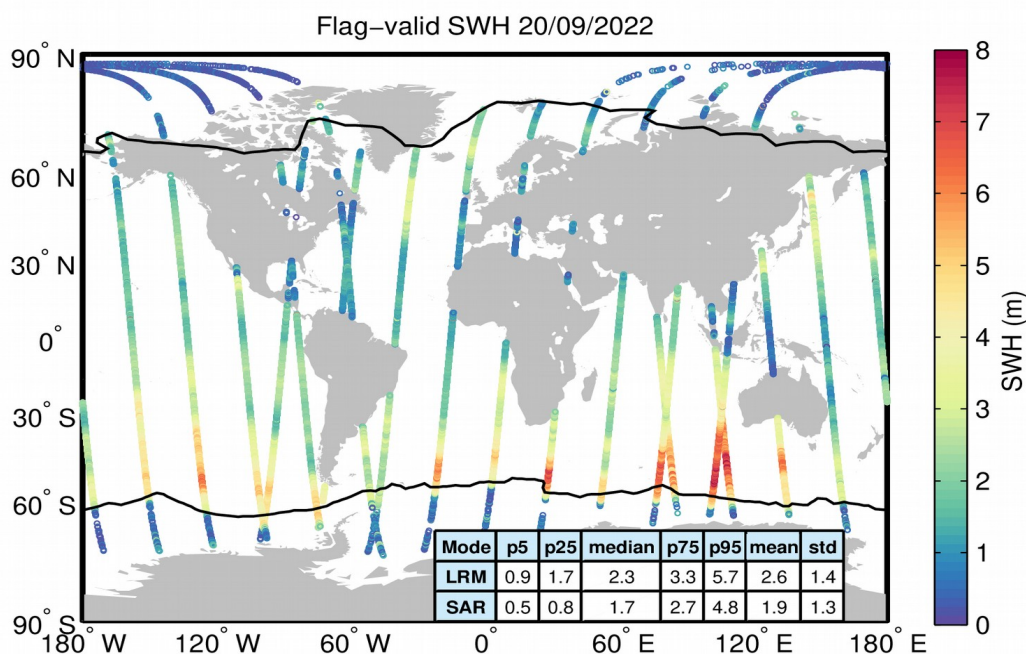 Flag-valid SWH 20/09/2022
90° N
60° N
30° N
0°
30° S
60° S
90° S
180° W
120° W
60° W
0°
60° E
120° E
180° E
8
7
6
5
4
3
2
1
0
SWH (m)
Mode p5 p25 median p75 p95 mean std
LRM 0.9 1.7 2.3 3.3 5.7 2.6 1.4
SAR 0.5 0.8 1.7 2.7 4.8 1.9 1.3